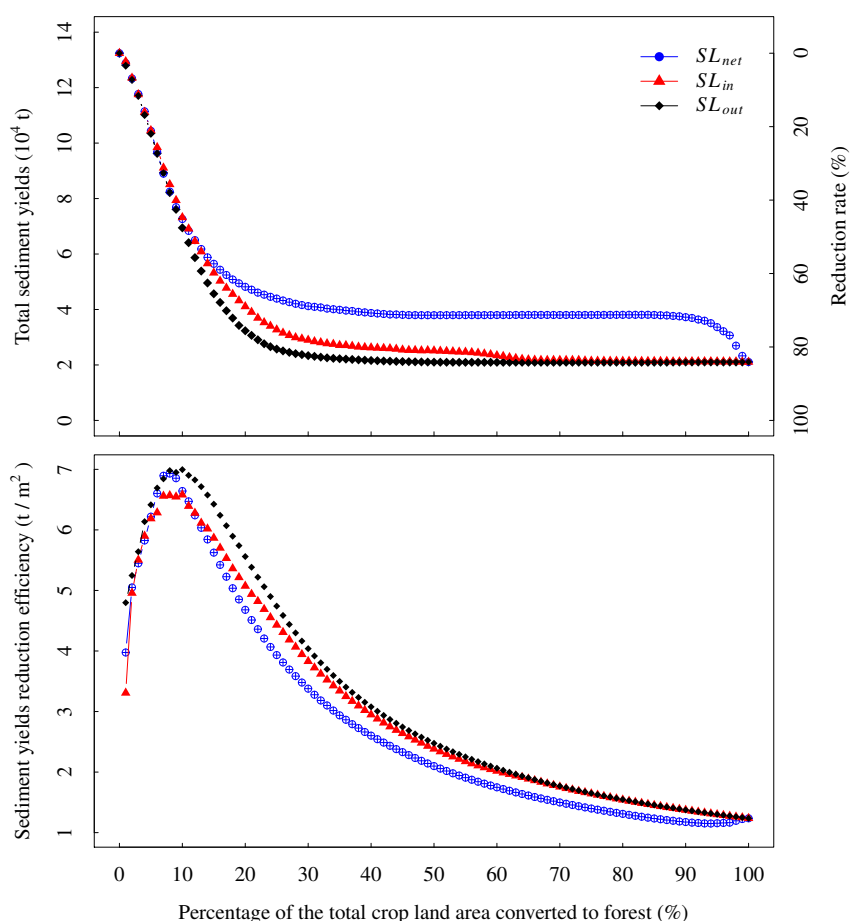 14
12
10
8
6
4
2
0
Total sediment yields (10⁴ t)
0
20
40
60
80
100
Reduction rate (%)
SL_net
SL_in
SL_out
7
6
5
4
3
2
1
Sediment yields reduction efficiency (t / m²)
0 10 20 30 40 50 60 70 80 90 100
Percentage of the total crop land area converted to forest (%)